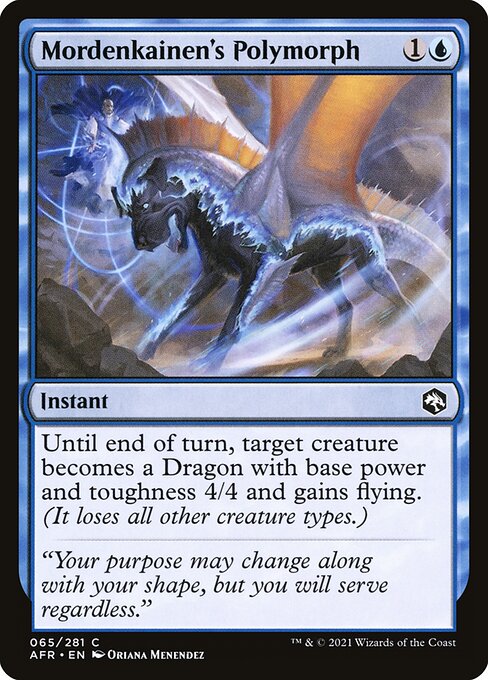 Mordenkainen's Polymorph 1
Instant
Until end of turn, target creature
becomes a Dragon with base power
and toughness 4/4 and gains flying.
(It loses all other creature types.)
“Your purpose may change along
with your shape, but you will serve
regardless.”
065/281 C
AFR • EN Oriana Menendez
™ & © 2021 Wizards of the Coast